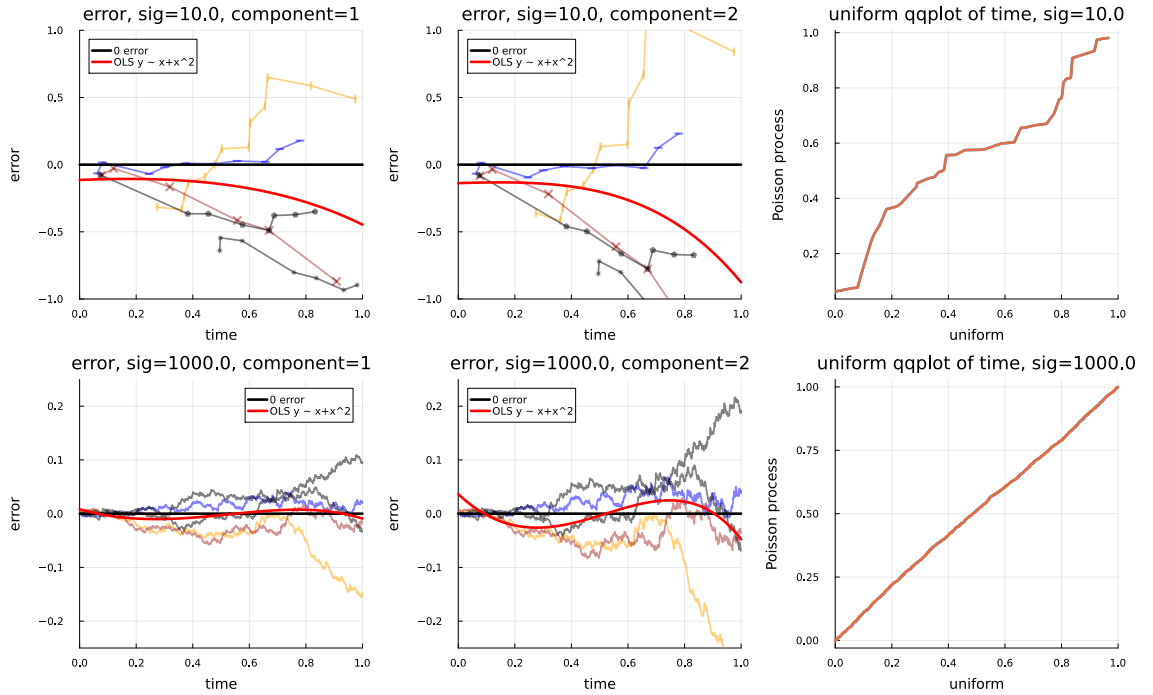 error, sig=10.0, component=1
1.0
0.5
0.0
−0.5
−1.0
error
0 error
OLS y ~ x+x^2
0.0 0.2 0.4 0.6 0.8 1.0
time
error, sig=10.0, component=2
1.0
0.5
0.0
−0.5
−1.0
error
0 error
OLS y ~ x+x^2
0.0 0.2 0.4 0.6 0.8 1.0
time
uniform qqplot of time, sig=10.0
1.0
0.8
0.6
0.4
0.2
Poisson process
0.0 0.2 0.4 0.6 0.8 1.0
uniform
error, sig=1000.0, component=1
0.2
0.1
0.0
−0.1
−0.2
error
0 error
OLS y ~ x+x^2
0.0 0.2 0.4 0.6 0.8 1.0
time
error, sig=1000.0, component=2
0.2
0.1
0.0
−0.1
−0.2
error
0 error
OLS y ~ x+x^2
0.0 0.2 0.4 0.6 0.8 1.0
time
uniform qqplot of time, sig=1000.0
1.00
0.75
0.50
0.25
0.00
Poisson process
0.0 0.2 0.4 0.6 0.8 1.0
uniform